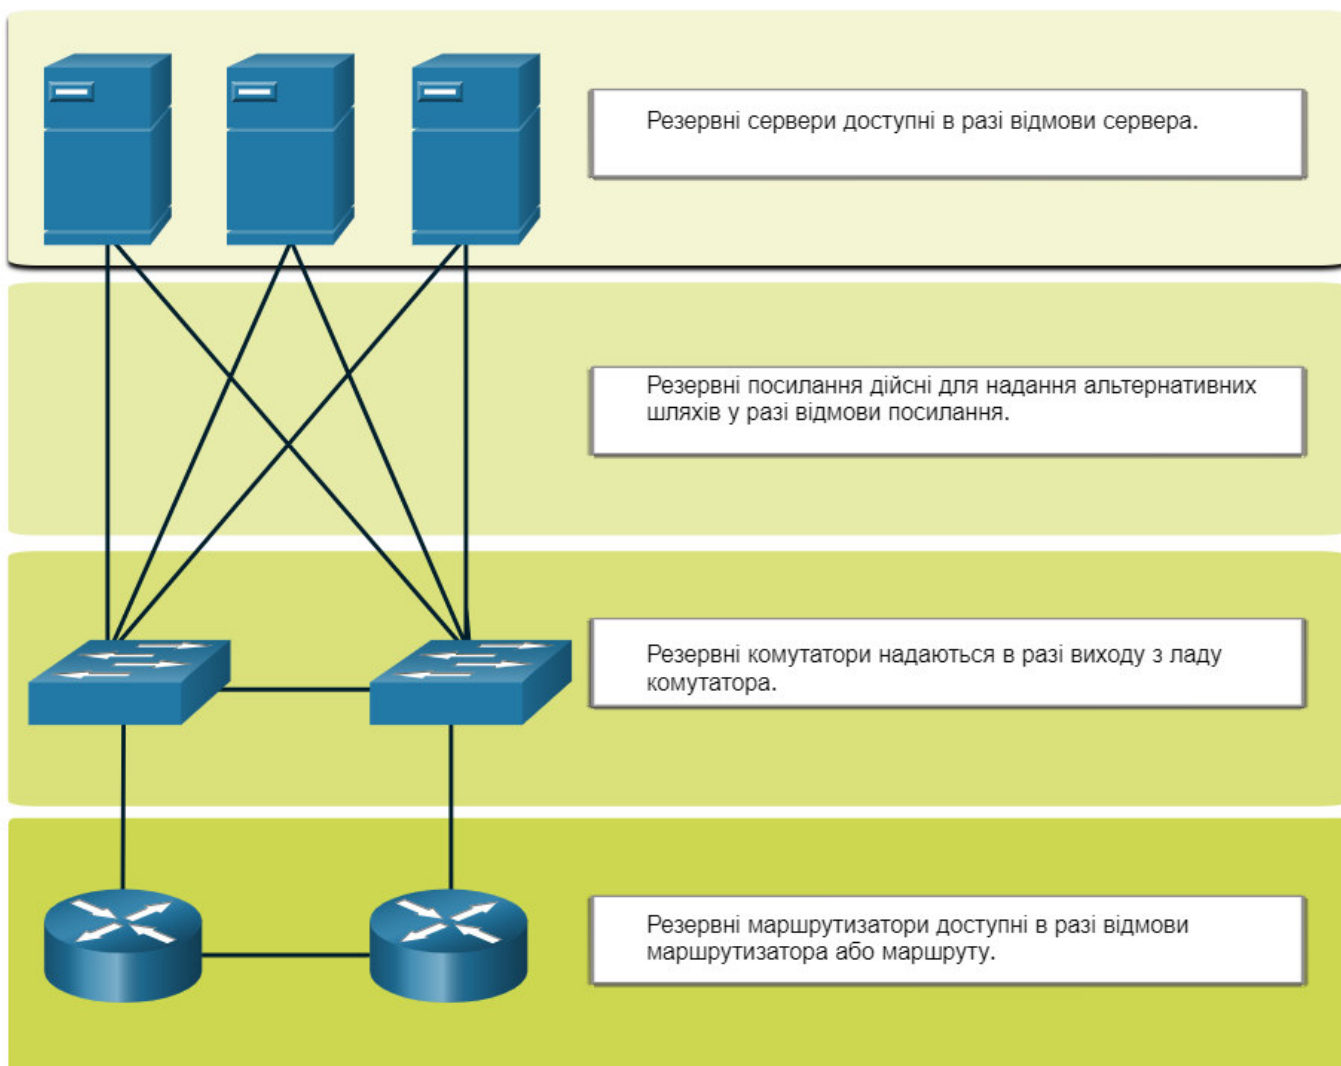 Резервні сервери доступні в разі відмови сервера.
Резервні посилання дійсні для надання альтернативних
шляхів у разі відмови посилання.
Резервні комутатори надаються в разі виходу з ладу
комутатора.
Резервні маршрутизатори доступні в разі відмови
маршрутизатора або маршруту.